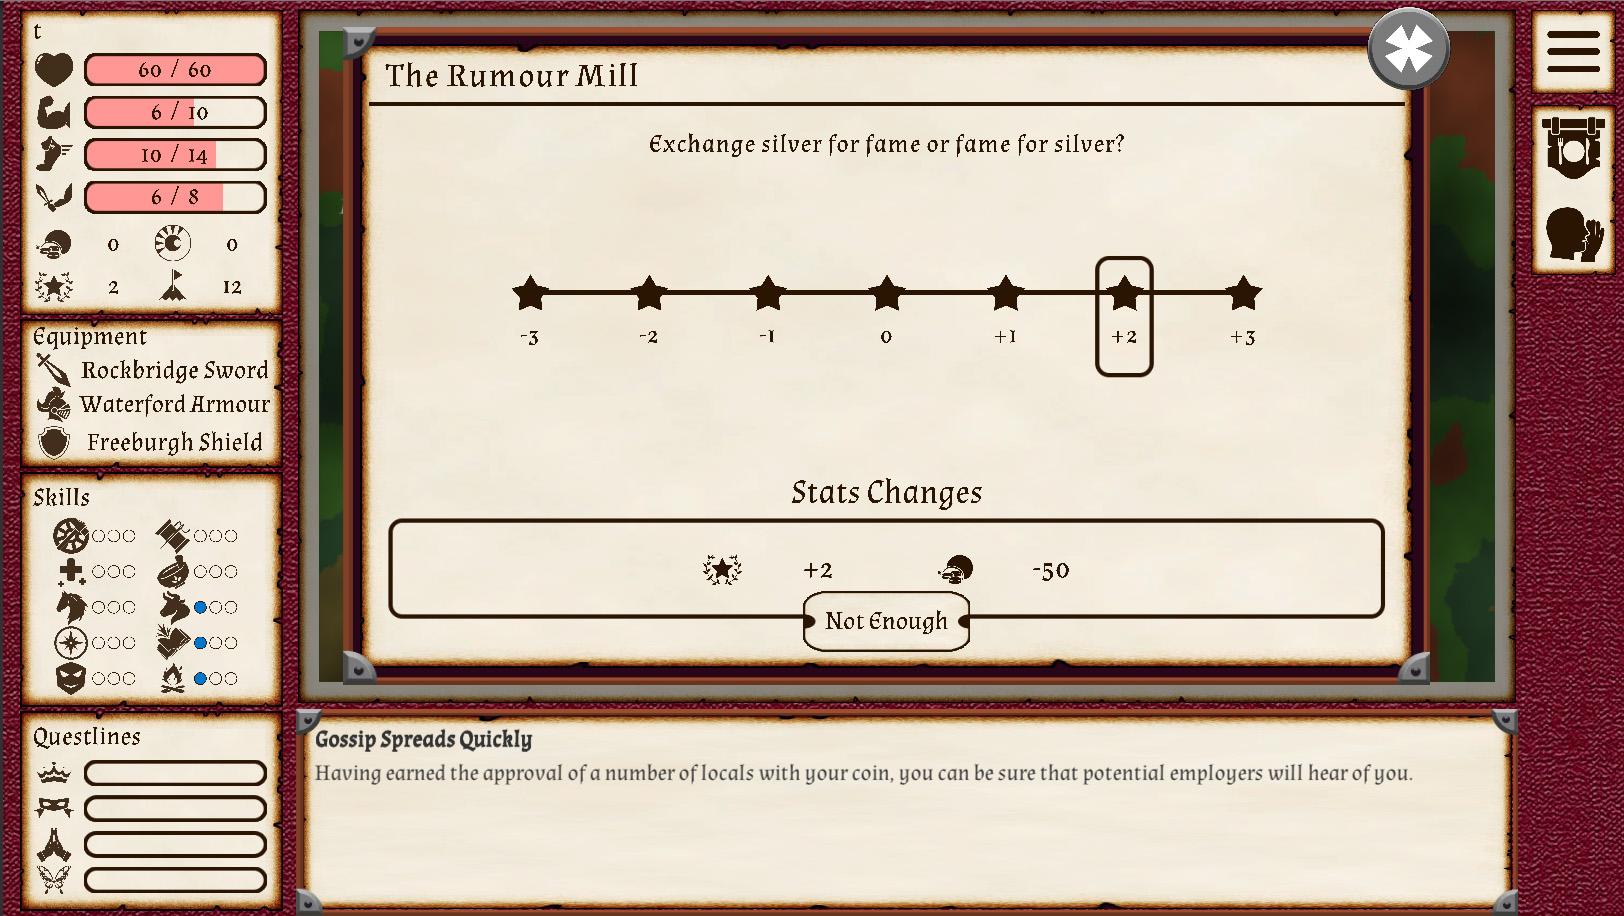 t
60 / 60
6 / 10
10 / 14
6 / 8
0 0
2 12
Equipment
Rockbridge Sword
Waterford Armour
Freeburgh Shield
Skills
Questlines
The Rumour Mill
Exchange silver for fame or fame for silver?
-3 -2 -1 0 +1 +2 +3
Stats Changes
+2 -50
Not Enough
Gossip Spreads Quickly
Having earned the approval of a number of locals with your coin, you can be sure that potential employers will hear of you.